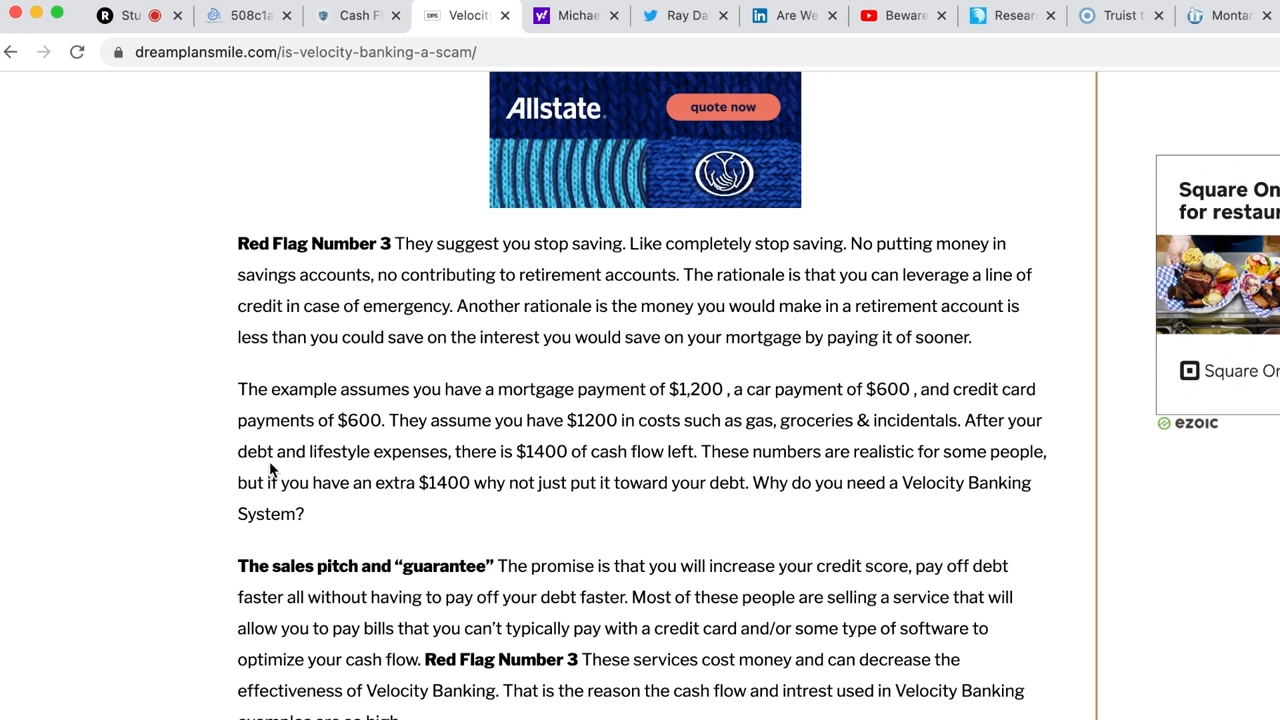 Stu
508c1a
Cash F
DPS Velocity
Michae
Ray Dal
Are We
Beware
Resear
Truist t
Montar
dreamplansmile.com/is-velocity-banking-a-scam/
Allstate.
quote now
Red Flag Number 3 They suggest you stop saving. Like completely stop saving. No putting money in
savings accounts, no contributing to retirement accounts. The rationale is that you can leverage a line of
credit in case of emergency. Another rationale is the money you would make in a retirement account is
less than you could save on the interest you would save on your mortgage by paying it of sooner.
The example assumes you have a mortgage payment of $1,200 , a car payment of $600 , and credit card
payments of $600. They assume you have $1200 in costs such as gas, groceries & incidentals. After your
debt and lifestyle expenses, there is $1400 of cash flow left. These numbers are realistic for some people,
but if you have an extra $1400 why not just put it toward your debt. Why do you need a Velocity Banking
System?
The sales pitch and “guarantee” The promise is that you will increase your credit score, pay off debt
faster all without having to pay off your debt faster. Most of these people are selling a service that will
allow you to pay bills that you can’t typically pay with a credit card and/or some type of software to
optimize your cash flow. Red Flag Number 3 These services cost money and can decrease the
effectiveness of Velocity Banking. That is the reason the cash flow and intrest used in Velocity Banking
examples are so high.
Square On
for restaur
Square On
ezoic